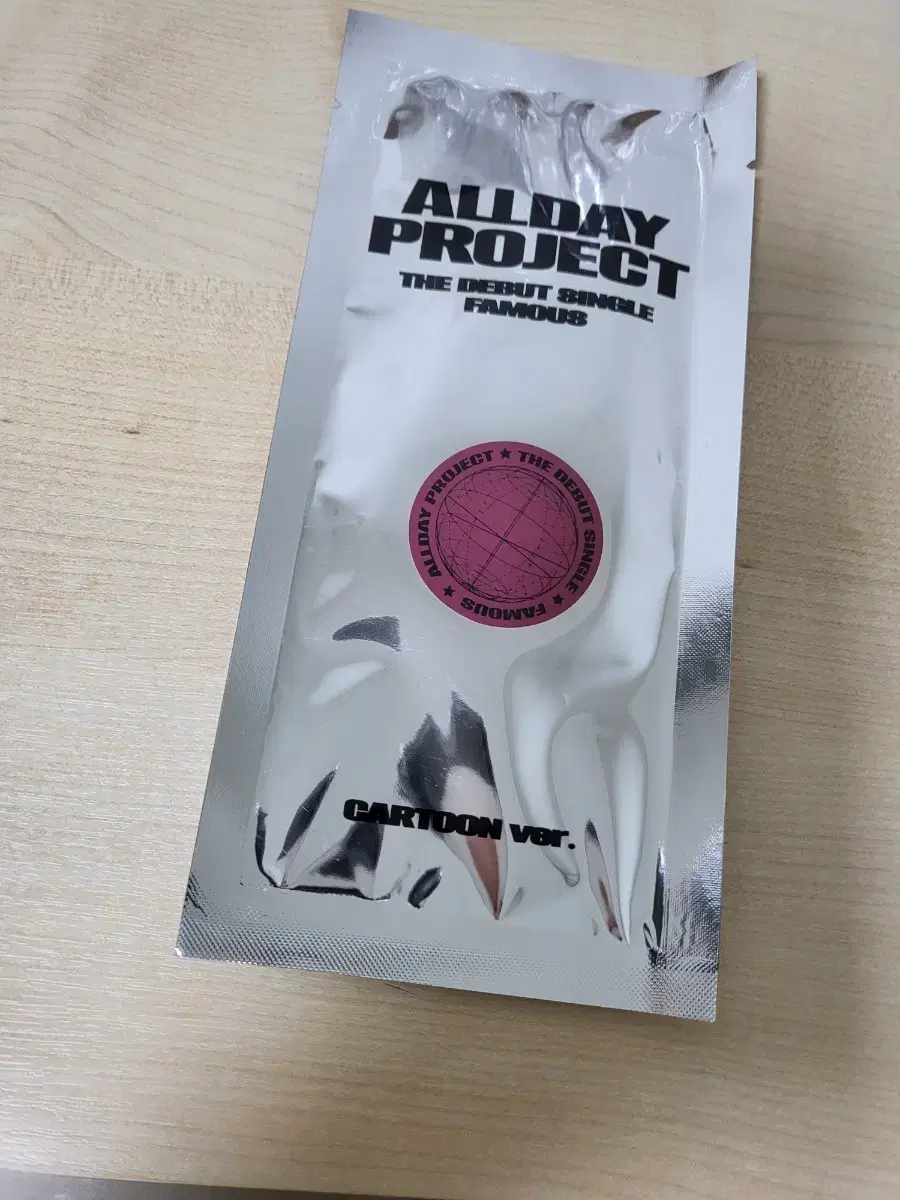 ALLDAY
PROJECT
THE DEBUT SINGLE
FAMOUS
ALLDAY PROJECT ★ THE DEBUT SINGLE ★ FAMOUS ★
CARTOON ver.